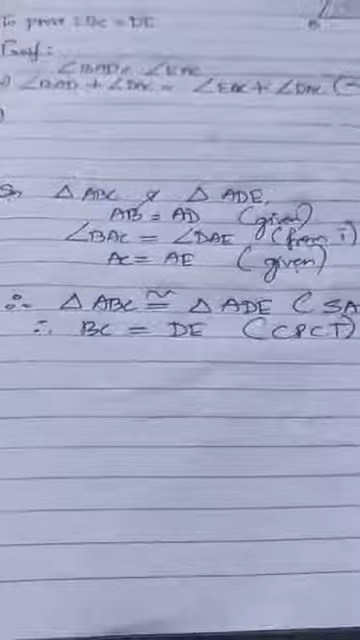 To prove : BC = DE
Proof :
∠BAD = ∠EAC
∠BAD + ∠DAC = ∠EAC + ∠DAC (
In △ ABC & △ ADE,
AB = AD (given)
∠BAC = ∠DAE (from i)
AC = AE (given)
∴ △ ABC ≅ △ ADE (SA
∴ BC = DE (CPCT)